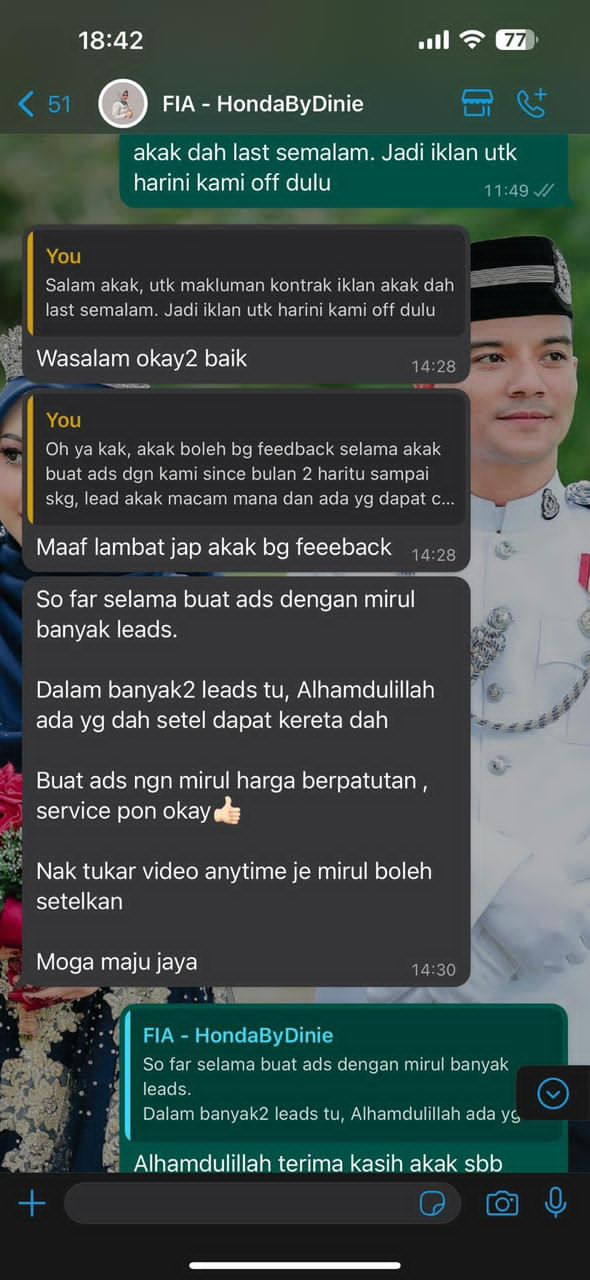 18:42
77
51
FIA - HondaByDinie
akak dah last semalam. Jadi iklan utk
harini kami off dulu
11:49
You
Salam akak, utk makluman kontrak iklan akak dah
last semalam. Jadi iklan utk harini kami off dulu
Wasalam okay2 baik
14:28
You
Oh ya kak, akak boleh bg feedback selama akak
buat ads dgn kami since bulan 2 haritu sampai
skg, lead akak macam mana dan ada yg dapat c...
Maaf lambat jap akak bg feeeback
14:28
So far selama buat ads dengan mirul
banyak leads.
Dalam banyak2 leads tu, Alhamdulillah
ada yg dah setel dapat kereta dah
Buat ads ngn mirul harga berpatutan ,
service pon okay👍🏻
Nak tukar video anytime je mirul boleh
setelkan
Moga maju jaya
14:30
FIA - HondaByDinie
So far selama buat ads dengan mirul banyak
leads.
Dalam banyak2 leads tu, Alhamdulillah ada yg
Alhamdulillah terima kasih akak sbb